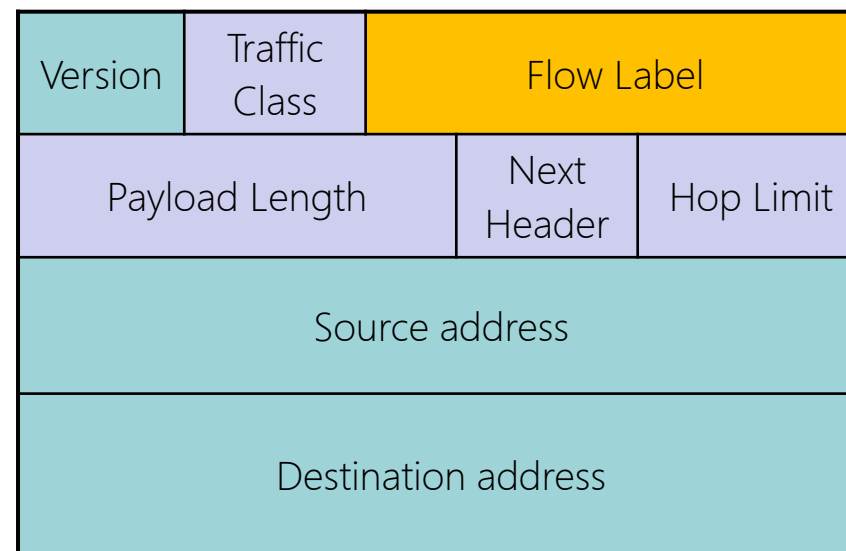 Version
Traffic
Class
Flow Label
Payload Length
Next
Header
Hop Limit
Source address
Destination address